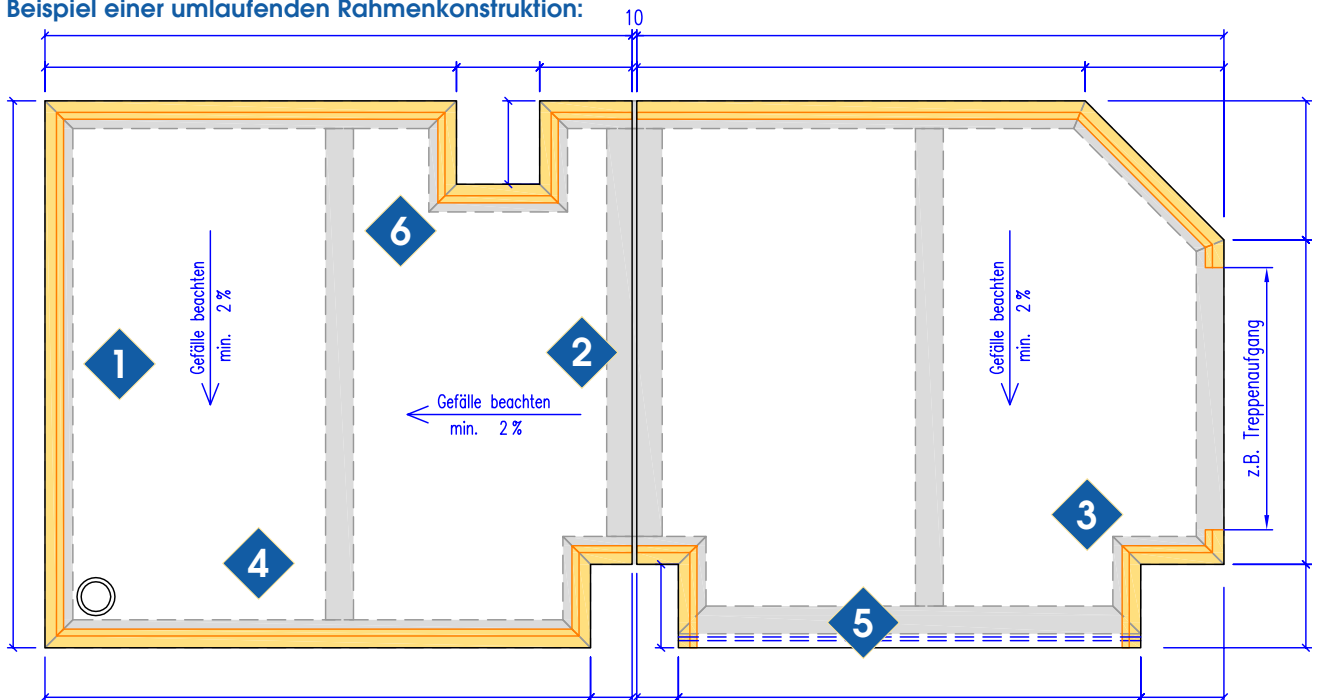 Beispiel einer umlaufenden Rahmenkonstruktion:
10
6
Gefälle beachten
min. 2 %
Gefälle beachten
min. 2 %
1
2
z.B. Treppenaufgang
Gefälle beachten
min. 2 %
3
4
5